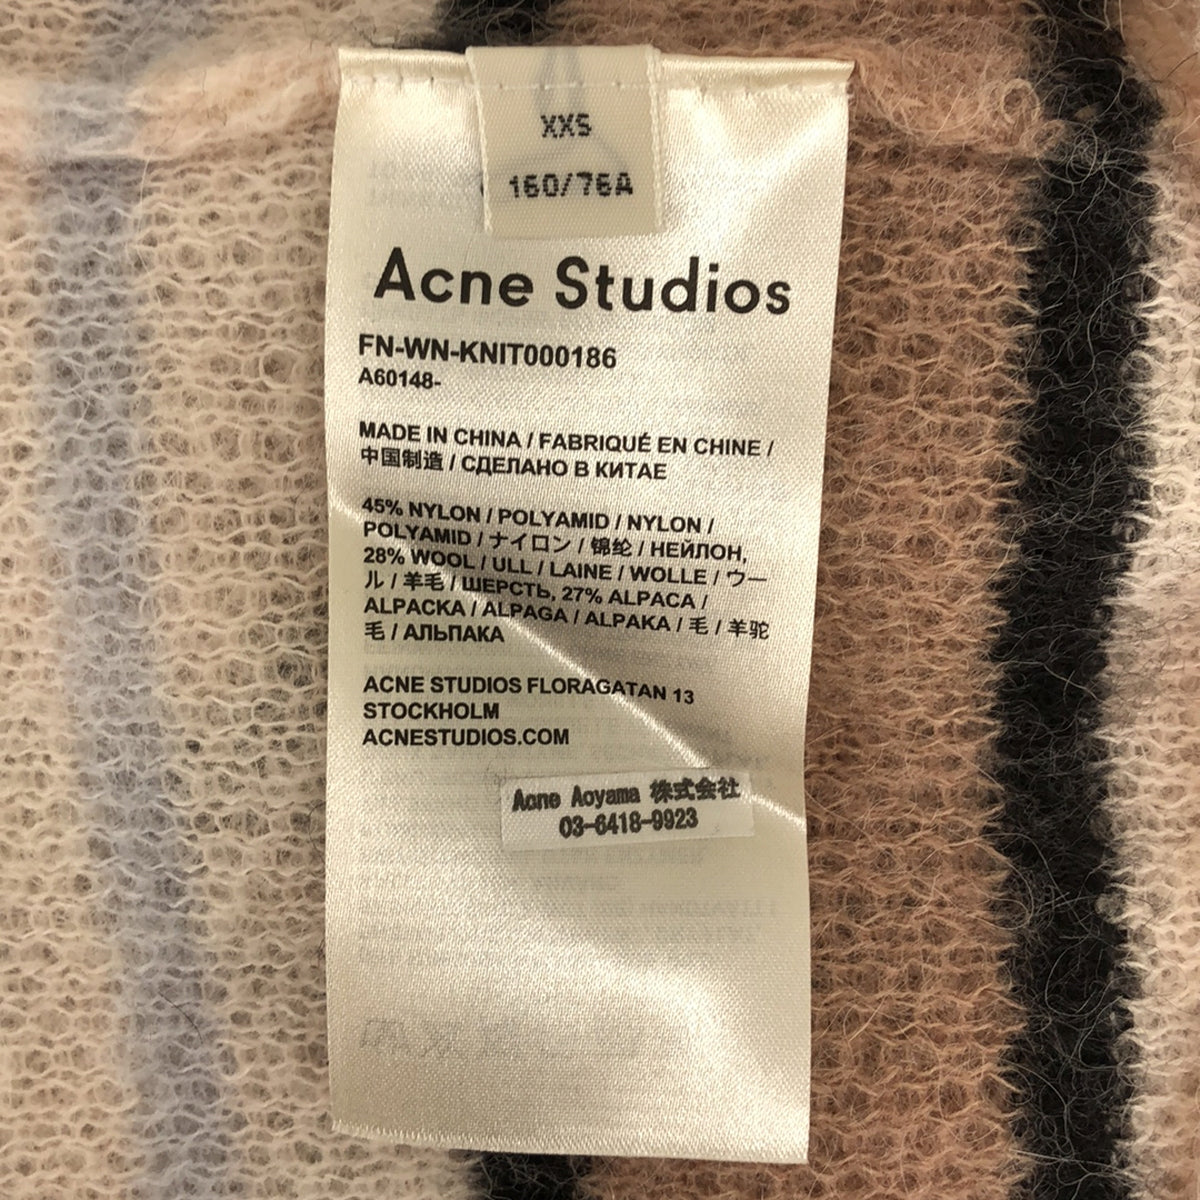 XXS
160/76A
Acne Studios
FN-WN-KNIT000186
A60148-
MADE IN CHINA / FABRIQUÉ EN CHINE /
中国制造 / СДЕЛАНО В КИТАЕ
45% NYLON / POLYAMID / NYLON /
POLYAMID / ナイロン / 锦纶 / НЕЙЛОН,
28% WOOL / ULL / LAINE / WOLLE / ウー
ル / 羊毛 / ШЕРСТЬ, 27% ALPACA /
ALPACKA / ALPAGA / ALPAKA / 毛 / 羊驼
毛 / АЛЬПАКА
ACNE STUDIOS FLORAGATAN 13
STOCKHOLM
ACNESTUDIOS.COM
Acne Aoyama 株式会社
03-6418-9923